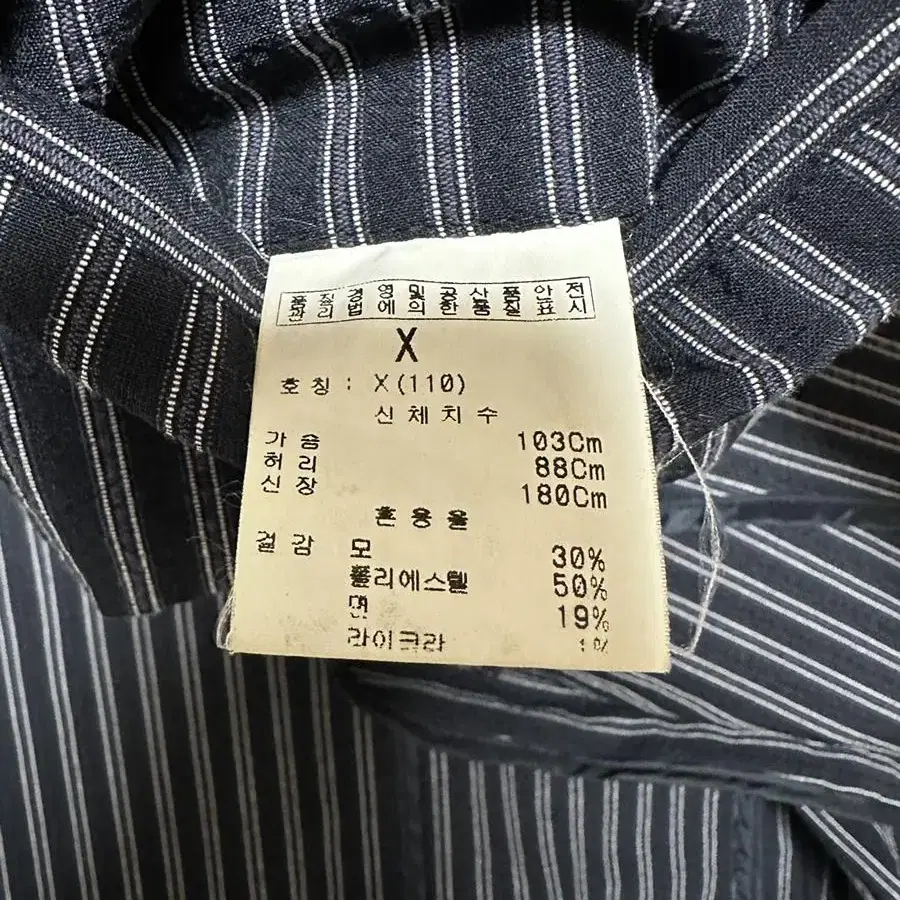 품질경영및공산품안전
관리법에의한품질표시
X
호칭: X(110)
신체치수
가슴 103Cm
허리 88Cm
신장 180Cm
혼용율
겉감 모 30%
폴리에스텔 50%
면 19%
라이크라 1%